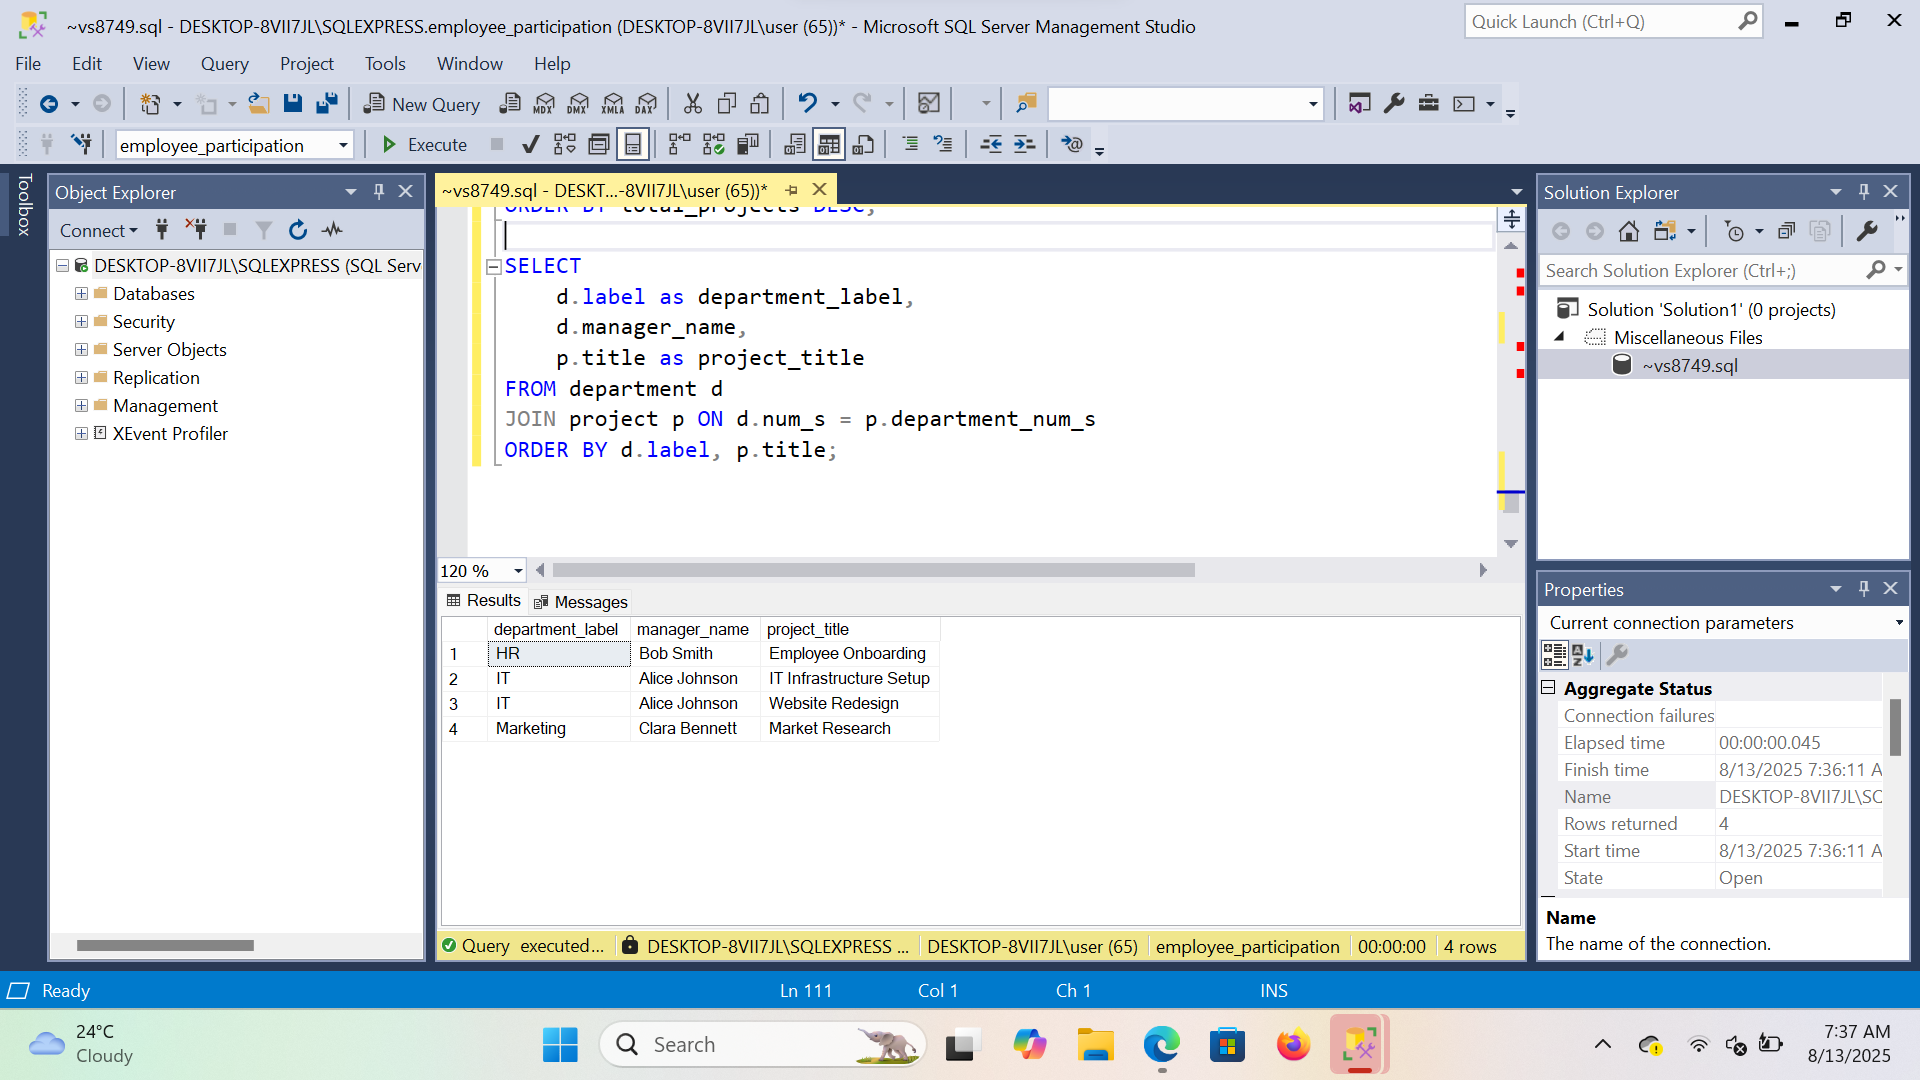 ~vs8749.sql - DESKTOP-8VII7JL\SQLEXPRESS.employee_participation (DESKTOP-8VII7JL\user (65))* - Microsoft SQL Server Management Studio
Quick Launch (Ctrl+Q)
File Edit View Query Project Tools Window Help
New Query MDX DMX XMLA DAX
employee_participation Execute
Toolbox
Object Explorer
Connect
DESKTOP-8VII7JL\SQLEXPRESS (SQL Serv
Databases
Security
Server Objects
Replication
Management
XEvent Profiler
~vs8749.sql - DESKT...-8VII7JL\user (65))*
ORDER BY total_projects DESC;
SELECT
d.label as department_label,
d.manager_name,
p.title as project_title
FROM department d
JOIN project p ON d.num_s = p.department_num_s
ORDER BY d.label, p.title;
120 %
Results Messages
department_label manager_name project_title
1 HR Bob Smith Employee Onboarding
2 IT Alice Johnson IT Infrastructure Setup
3 IT Alice Johnson Website Redesign
4 Marketing Clara Bennett Market Research
Query executed... DESKTOP-8VII7JL\SQLEXPRESS ... DESKTOP-8VII7JL\user (65) employee_participation 00:00:00 4 rows
Solution Explorer
Search Solution Explorer (Ctrl+;)
Solution 'Solution1' (0 projects)
Miscellaneous Files
~vs8749.sql
Properties
Current connection parameters
Aggregate Status
Connection failures
Elapsed time 00:00:00.045
Finish time 8/13/2025 7:36:11 A
Name DESKTOP-8VII7JL\SC
Rows returned 4
Start time 8/13/2025 7:36:11 A
State Open
Name
The name of the connection.
Ready Ln 111 Col 1 Ch 1 INS
24°C
Cloudy
Search
7:37 AM
8/13/2025